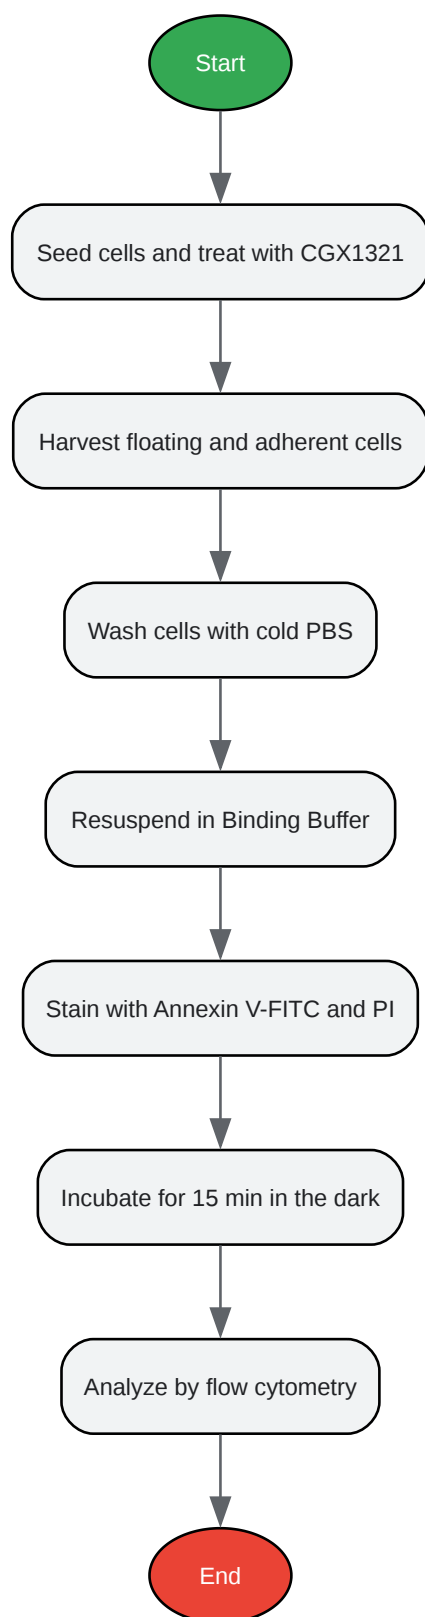 Start
Seed cells and treat with CGX1321
Harvest floating and adherent cells
Wash cells with cold PBS
Resuspend in Binding Buffer
Stain with Annexin V-FITC and PI
Incubate for 15 min in the dark
Analyze by flow cytometry
End